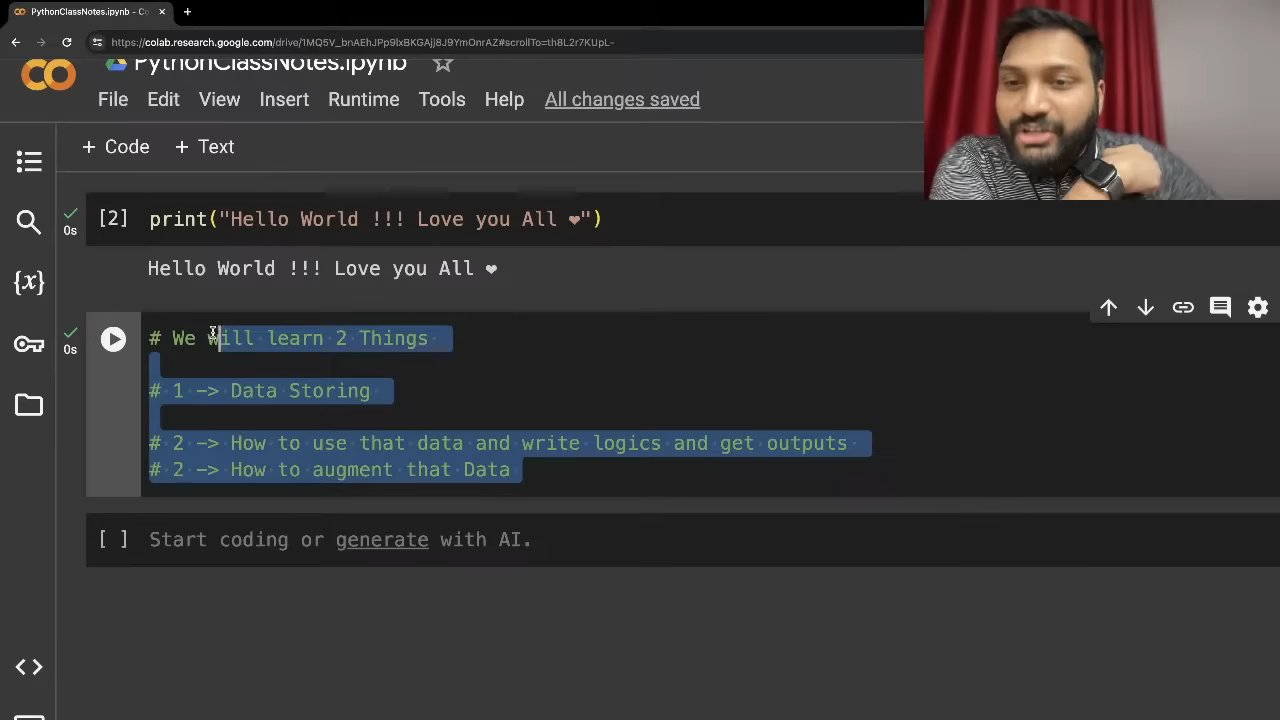 PythonClassNotes.ipynb - Co
https://colab.research.google.com/drive/1MQ5V_bnAEhJPp9lxBKGAjj8J9YmOnrAZ#scrollTo=th8L2r7KUpL-
PythonClassNotes.ipynb
File Edit View Insert Runtime Tools Help All changes saved
+ Code + Text
[2] print("Hello World !!! Love you All ❤")
0s
Hello World !!! Love you All ❤
# We will learn 2 Things
0s
# 1 -> Data Storing
# 2 -> How to use that data and write logics and get outputs
# 2 -> How to augment that Data
[ ] Start coding or generate with AI.